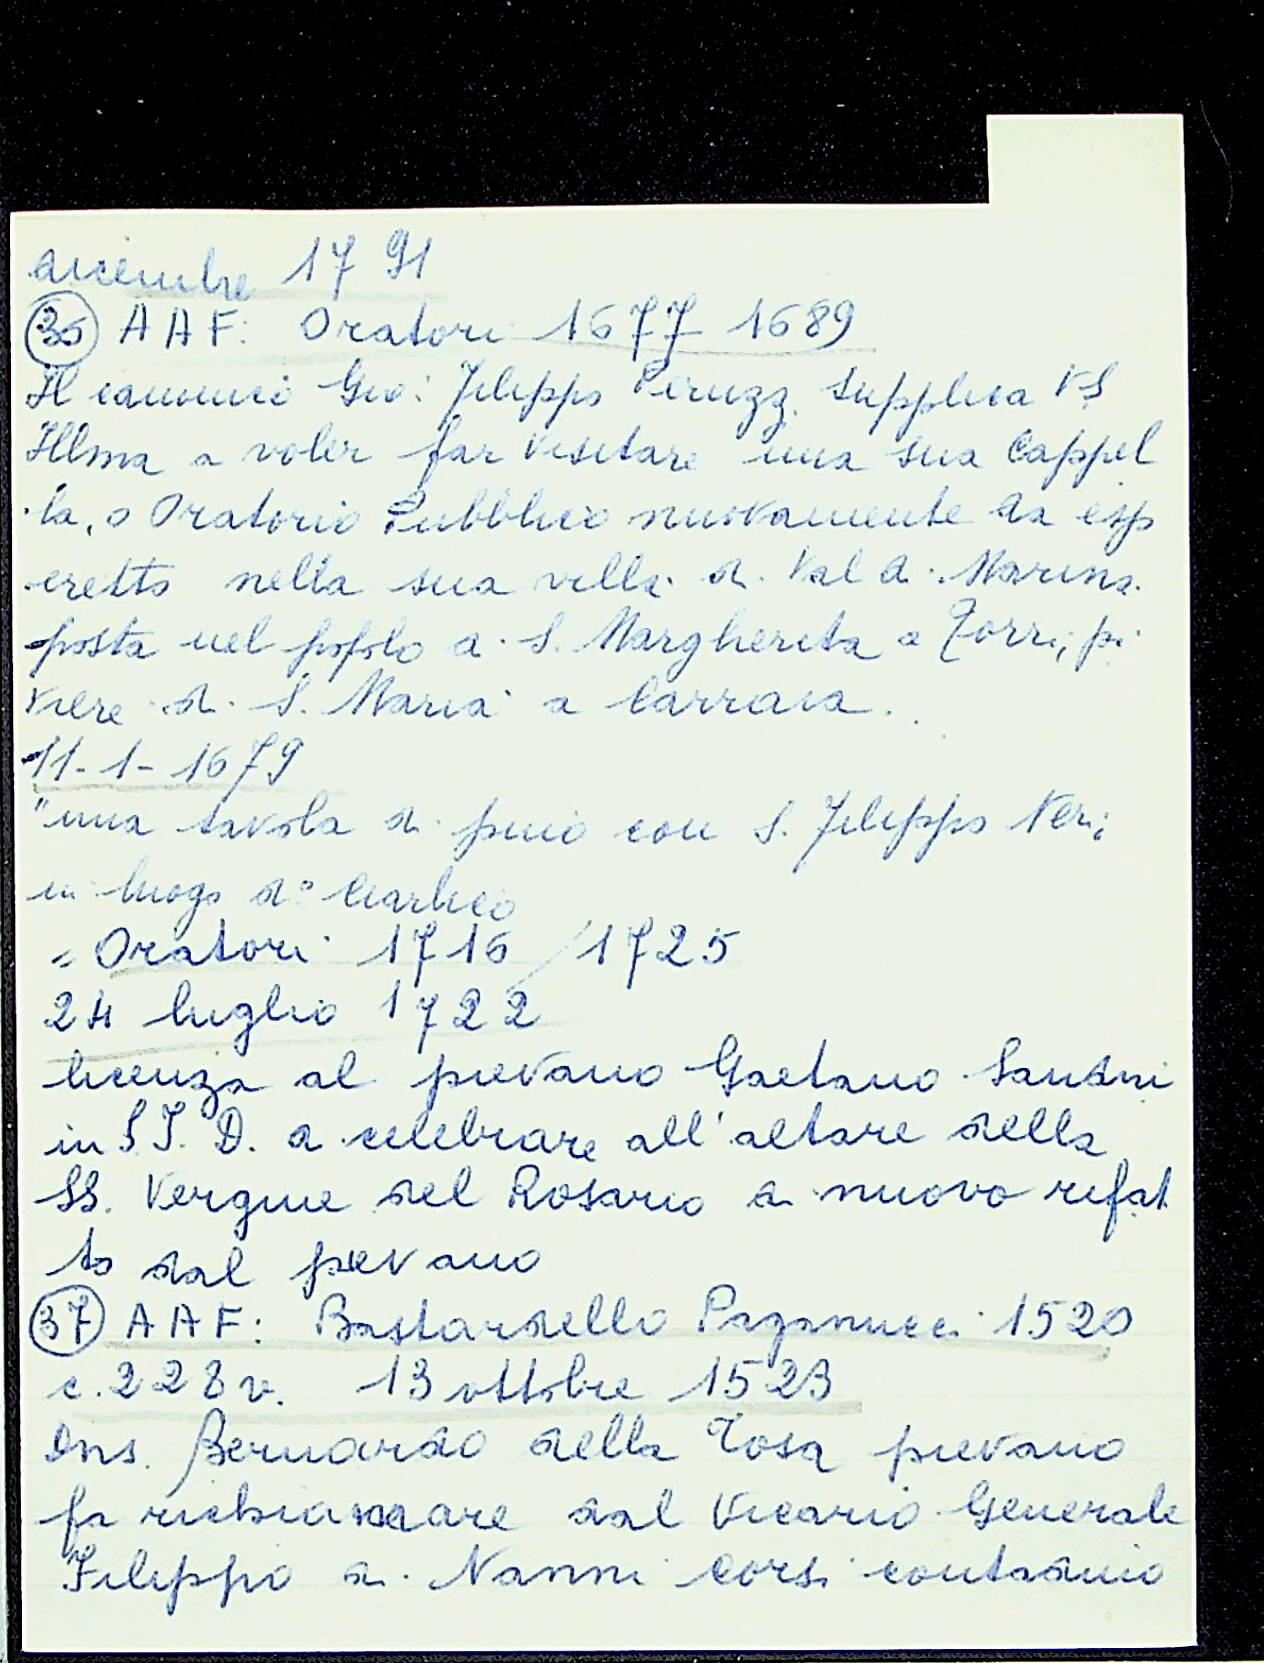 dicembre 1791
(36) AAF: Oratori 1677 1689
Il canonico Gio: Filippo Peruzzi supplica VS
Illma a voler far visitare una sua Cappel
la, o Oratorio Pubblico nuovamente da esso
eretto nella sua villa di Val di Marina
posta nel popolo di S. Margherita a Torri, pi
viere di S. Maria a Carraia.
11-1-1679
"una tavola di pino con S. Filippo Neri
in luogo di
= Oratori 1716/1725
24 luglio 1722
licenza al pievano Gaetano Sandrini
in S.I.D. a celebrare all'altare della
SS. Vergine del Rosario di nuovo rifat
to dal pievano
(37) AAF: Bastardello Paganucci 1520
c. 228 v. 13 ottobre 1523
Dns. Bernardo della Tosa pievano
fa richiamare dal Vicario Generale
Filippo di Nanni Corsi contadino